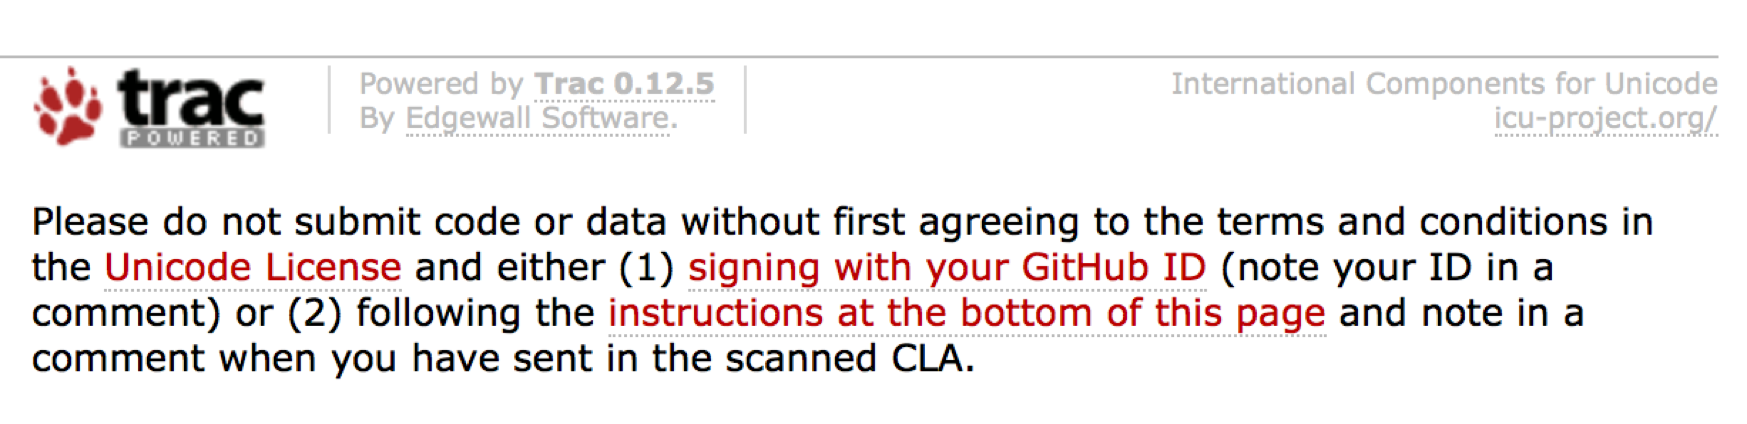 trac
POWERED
Powered by Trac 0.12.5
By Edgewall Software.
International Components for Unicode
icu-project.org/
Please do not submit code or data without first agreeing to the terms and conditions in
the Unicode License and either (1) signing with your GitHub ID (note your ID in a
comment) or (2) following the instructions at the bottom of this page and note in a
comment when you have sent in the scanned CLA.